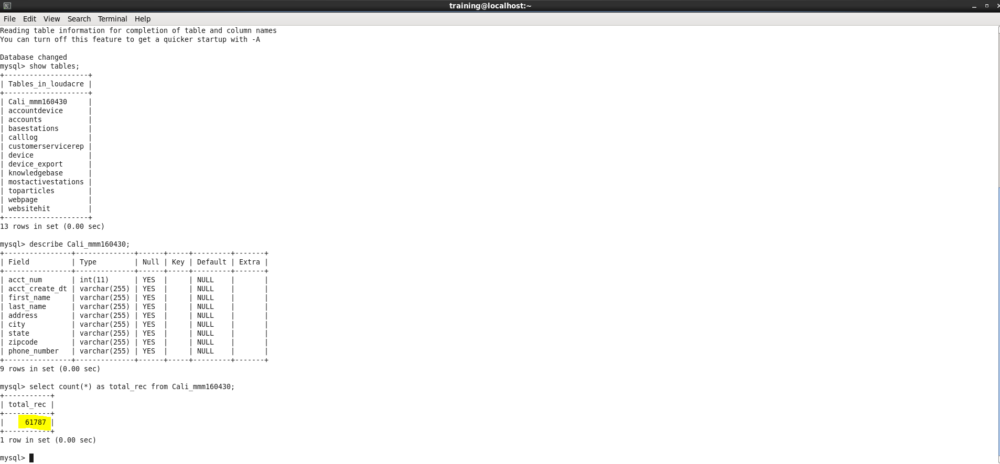 training@localhost:~
File Edit View Search Terminal Help
Reading table information for completion of table and column names
You can turn off this feature to get a quicker startup with -A
Database changed
mysql> show tables;
+--------------------+
| Tables_in_loudacre |
+--------------------+
| Cali_mmm160430     |
| accountdevice      |
| accounts           |
| basestations       |
| calllog            |
| customerservicerep |
| device             |
| device_export      |
| knowledgebase      |
| mostactivestations |
| toparticles        |
| webpage            |
| websitehit         |
+--------------------+
13 rows in set (0.00 sec)
mysql> describe Cali_mmm160430;
+----------------+--------------+------+-----+---------+-------+
| Field          | Type         | Null | Key | Default | Extra |
+----------------+--------------+------+-----+---------+-------+
| acct_num       | int(11)      | YES  |     | NULL    |       |
| acct_create_dt | varchar(255) | YES  |     | NULL    |       |
| first_name     | varchar(255) | YES  |     | NULL    |       |
| last_name      | varchar(255) | YES  |     | NULL    |       |
| address        | varchar(255) | YES  |     | NULL    |       |
| city           | varchar(255) | YES  |     | NULL    |       |
| state          | varchar(255) | YES  |     | NULL    |       |
| zipcode        | varchar(255) | YES  |     | NULL    |       |
| phone_number   | varchar(255) | YES  |     | NULL    |       |
+----------------+--------------+------+-----+---------+-------+
9 rows in set (0.00 sec)
mysql> select count(*) as total_rec from Cali_mmm160430;
+-----------+
| total_rec |
+-----------+
|     61787 |
+-----------+
1 row in set (0.00 sec)
mysql>